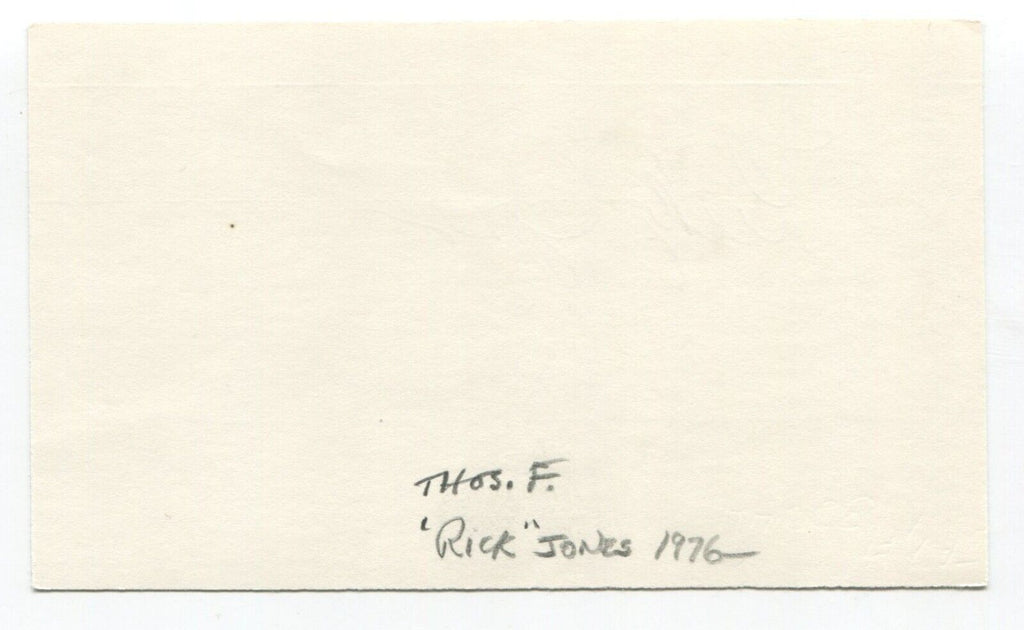 THOS. F.
"RICK" JONES 1976—